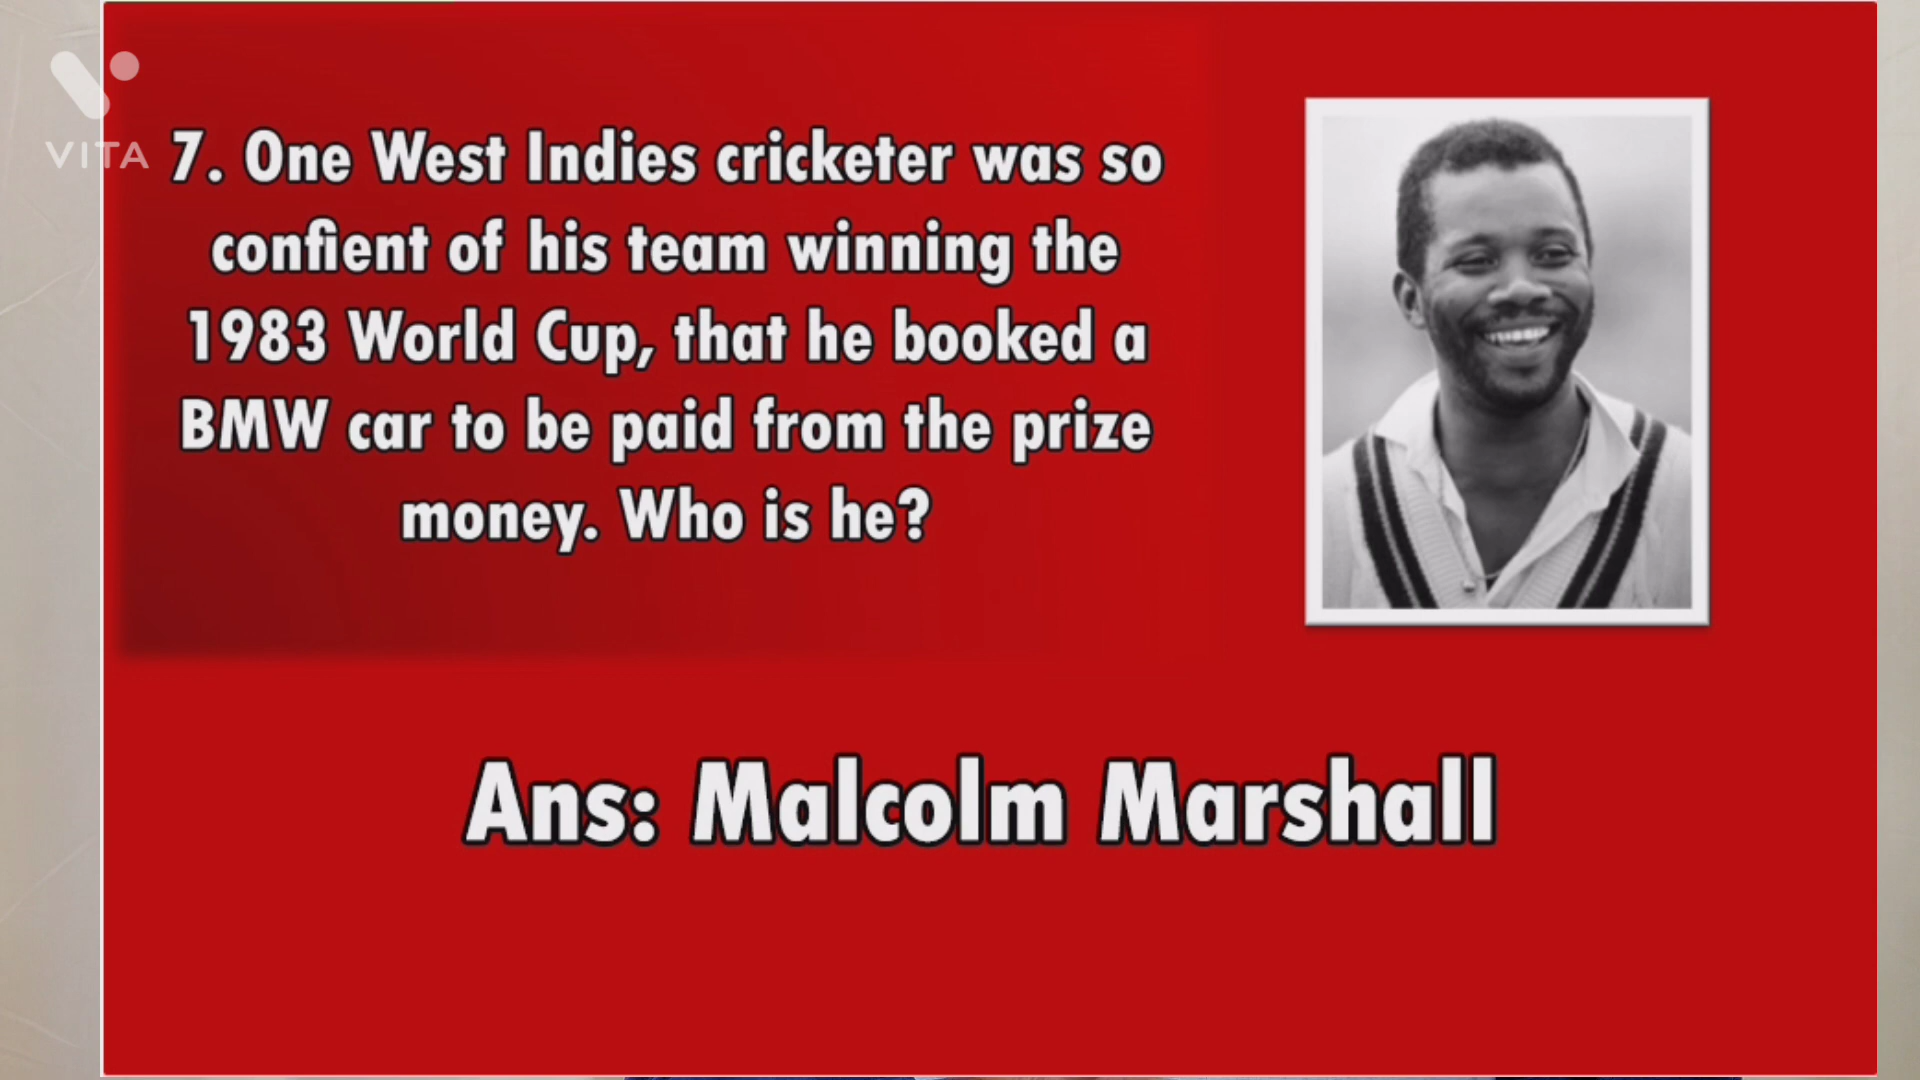 VITA
7. One West Indies cricketer was so
confient of his team winning the
1983 World Cup, that he booked a
BMW car to be paid from the prize
money. Who is he?
Ans: Malcolm Marshall